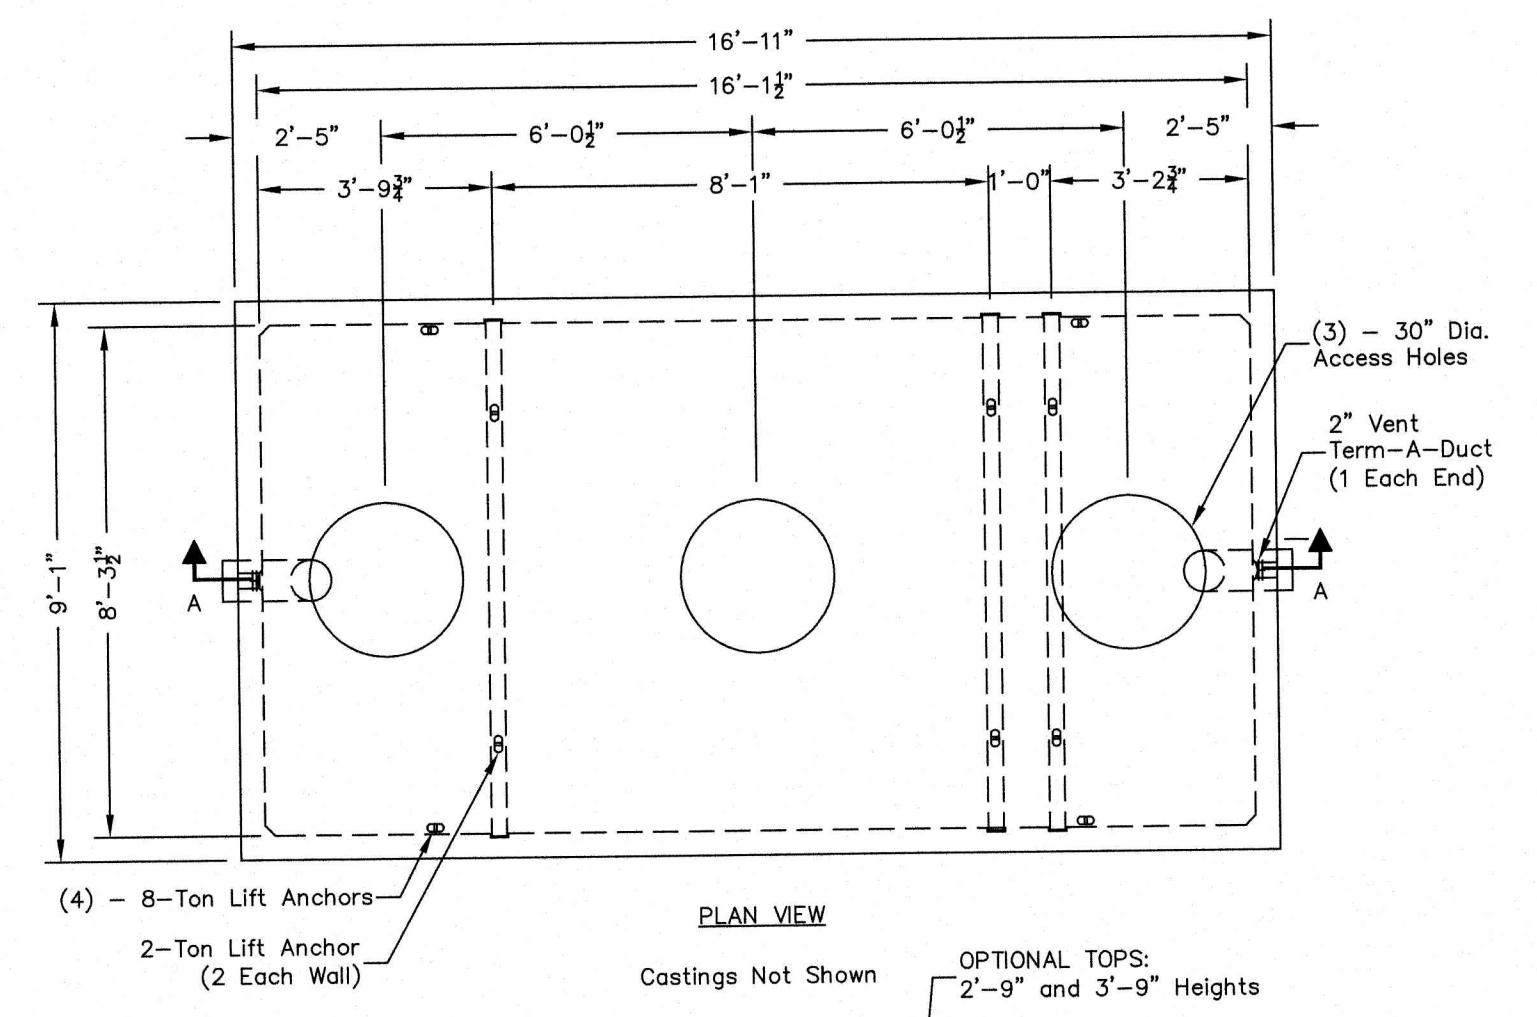 16'-11"
16'-1½"
2'-5"
6'-0½"
6'-0½"
2'-5"
3'-9¾"
8'-1"
1'-0"
3'-2¾"
(3) - 30" Dia.
Access Holes
2" Vent
Term-A-Duct
(1 Each End)
9'-1"
8'-3½"
A
A
(4) - 8-Ton Lift Anchors
2-Ton Lift Anchor
(2 Each Wall)
PLAN VIEW
Castings Not Shown
OPTIONAL TOPS:
2'-9" and 3'-9" Heights